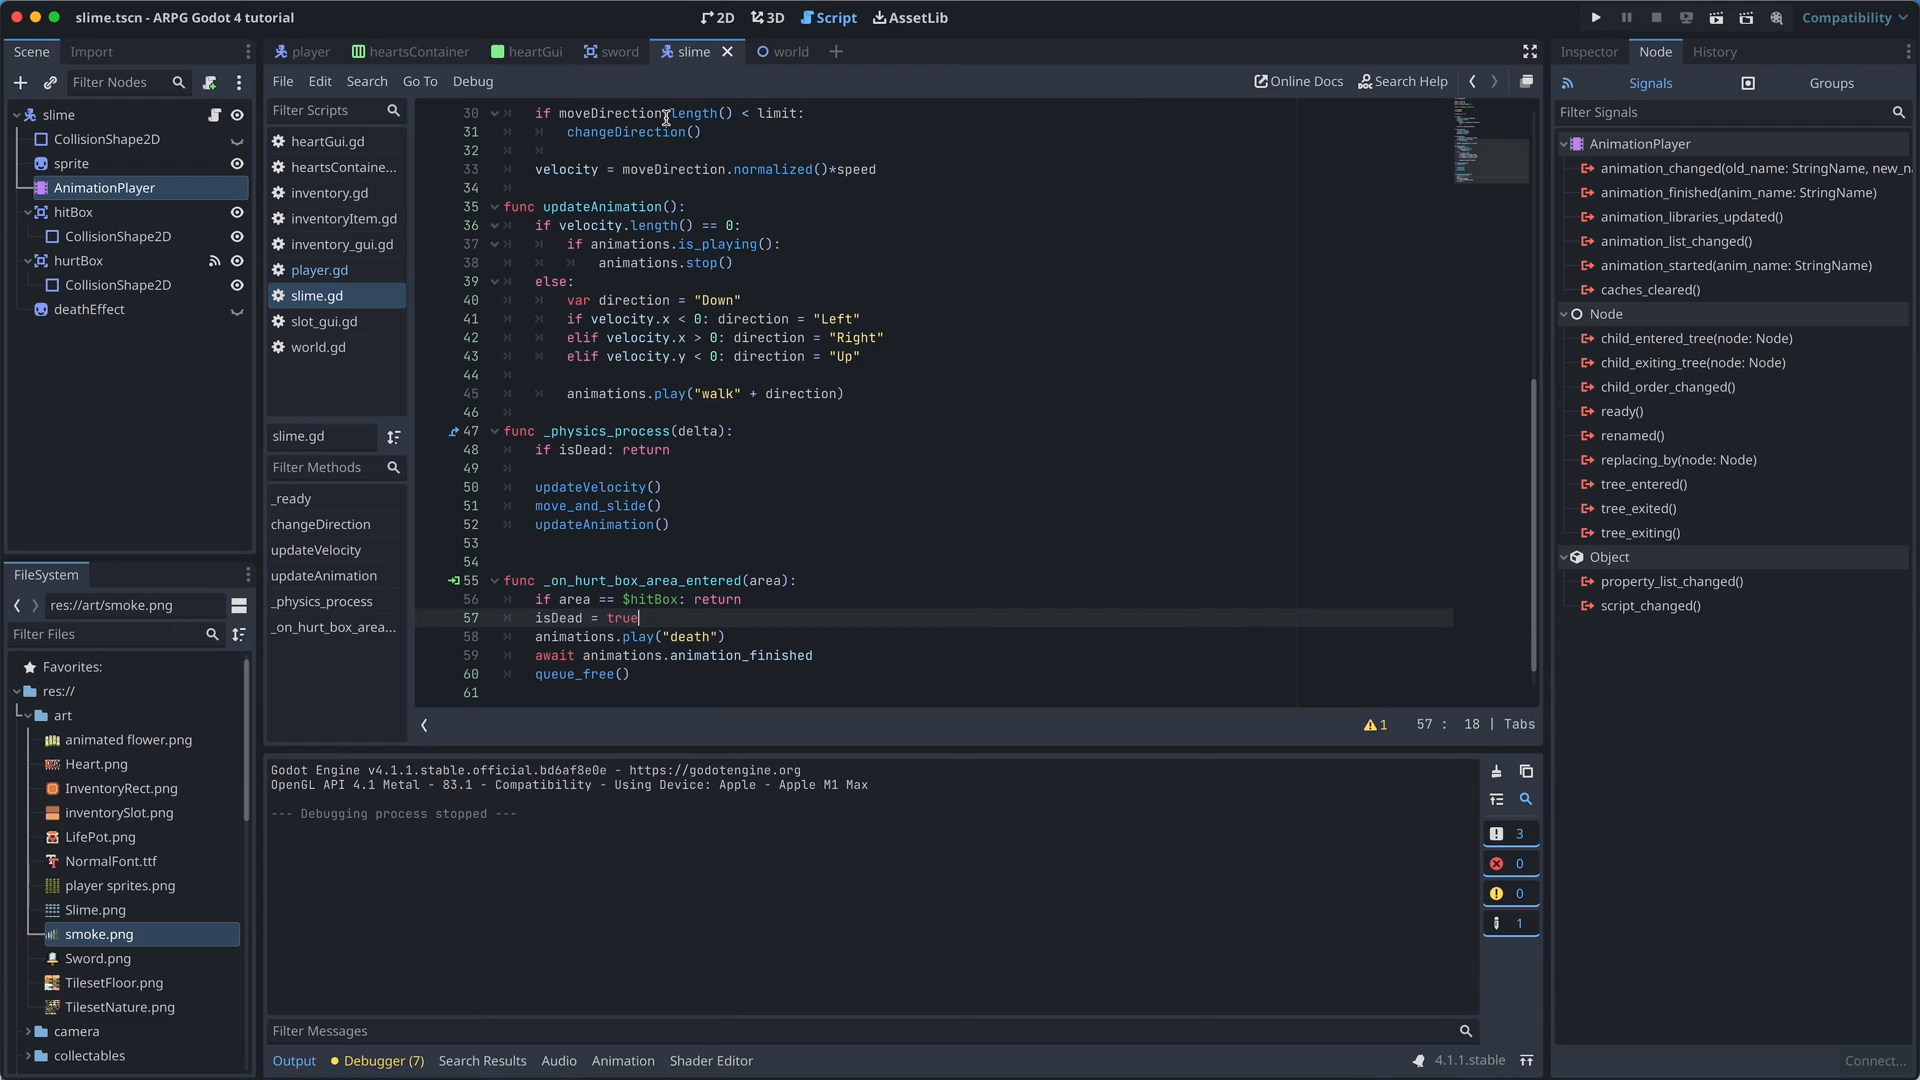 slime.tscn - ARPG Godot 4 tutorial
2D
3D
Script
AssetLib
Compatibility
Scene
Import
Filter Nodes
slime
CollisionShape2D
sprite
AnimationPlayer
hitBox
CollisionShape2D
hurtBox
CollisionShape2D
deathEffect
FileSystem
res://art/smoke.png
Filter Files
Favorites:
res://
art
animated flower.png
Heart.png
InventoryRect.png
inventorySlot.png
LifePot.png
NormalFont.ttf
player sprites.png
Slime.png
smoke.png
Sword.png
TilesetFloor.png
TilesetNature.png
camera
collectables
player
heartsContainer
heartGui
sword
slime
world
File
Edit
Search
Go To
Debug
Online Docs
Search Help
Filter Scripts
heartGui.gd
heartsContaine...
inventory.gd
inventoryItem.gd
inventory_gui.gd
player.gd
slime.gd
slot_gui.gd
world.gd
slime.gd
Filter Methods
_ready
changeDirection
updateVelocity
updateAnimation
_physics_process
_on_hurt_box_area...
30 if moveDirection.length() < limit:
31 changeDirection()
32
33 velocity = moveDirection.normalized()*speed
34
35 func updateAnimation():
36 if velocity.length() == 0:
37 if animations.is_playing():
38 animations.stop()
39 else:
40 var direction = "Down"
41 if velocity.x < 0: direction = "Left"
42 elif velocity.x > 0: direction = "Right"
43 elif velocity.y < 0: direction = "Up"
44
45 animations.play("walk" + direction)
46
47 func _physics_process(delta):
48 if isDead: return
49
50 updateVelocity()
51 move_and_slide()
52 updateAnimation()
53
54
55 func _on_hurt_box_area_entered(area):
56 if area == $hitBox: return
57 isDead = true
58 animations.play("death")
59 await animations.animation_finished
60 queue_free()
61
1
57 : 18 | Tabs
Godot Engine v4.1.1.stable.official.bd6af8e0e - https://godotengine.org
OpenGL API 4.1 Metal - 83.1 - Compatibility - Using Device: Apple - Apple M1 Max
--- Debugging process stopped ---
3
0
0
1
Filter Messages
Output
Debugger (7)
Search Results
Audio
Animation
Shader Editor
4.1.1.stable
Inspector
Node
History
Signals
Groups
Filter Signals
AnimationPlayer
animation_changed(old_name: StringName, new_n
animation_finished(anim_name: StringName)
animation_libraries_updated()
animation_list_changed()
animation_started(anim_name: StringName)
caches_cleared()
Node
child_entered_tree(node: Node)
child_exiting_tree(node: Node)
child_order_changed()
ready()
renamed()
replacing_by(node: Node)
tree_entered()
tree_exited()
tree_exiting()
Object
property_list_changed()
script_changed()
Connect...